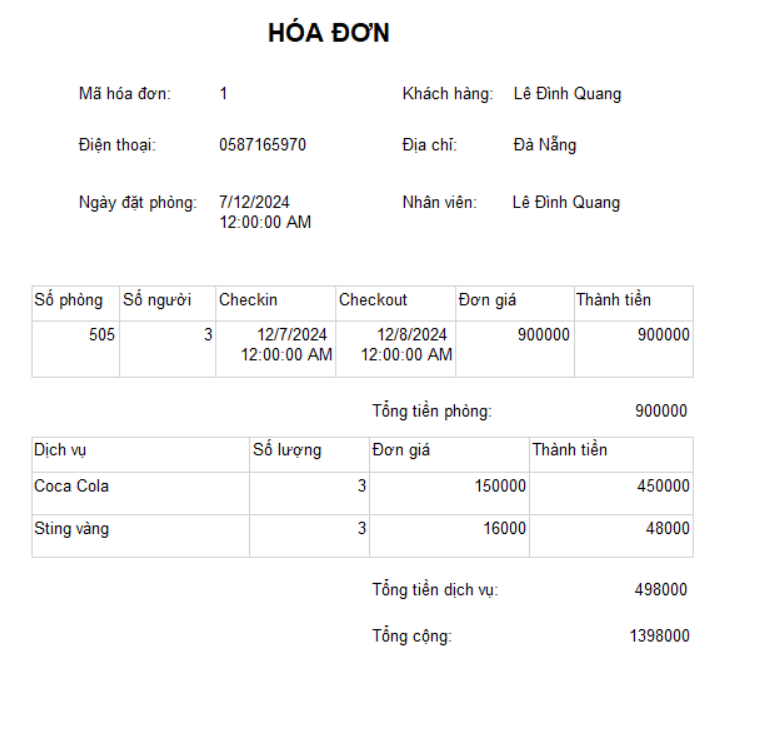 HÓA ĐƠN
Mã hóa đơn: 1 Khách hàng: Lê Đình Quang
Điện thoại: 0587165970 Địa chỉ: Đà Nẵng
Ngày đặt phòng: 7/12/2024 Nhân viên: Lê Đình Quang
12:00:00 AM
Số phòng Số người Checkin Checkout Đơn giá Thành tiền
505 3 12/7/2024 12/8/2024 900000 900000
12:00:00 AM 12:00:00 AM
Tổng tiền phòng: 900000
Dịch vụ Số lượng Đơn giá Thành tiền
Coca Cola 3 150000 450000
Sting vàng 3 16000 48000
Tổng tiền dịch vụ: 498000
Tổng cộng: 1398000